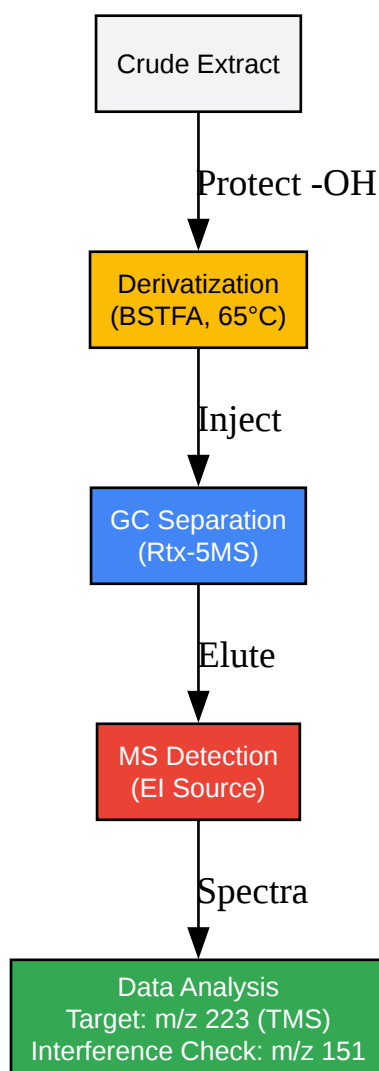 Crude Extract
Protect -OH
Derivatization
(BSTFA, 65°C)
Inject
GC Separation
(Rtx-5MS)
Elute
MS Detection
(EI Source)
Spectra
Data Analysis
Target: m/z 223 (TMS)
Interference Check: m/z 151